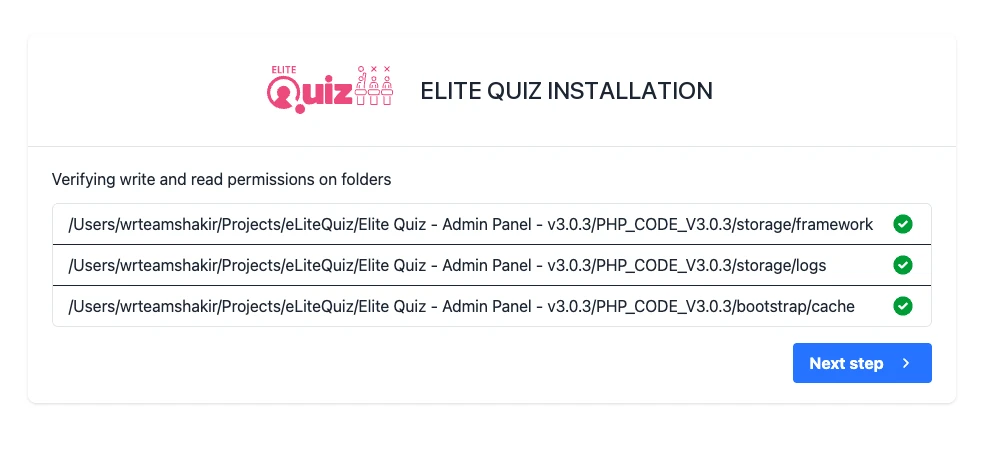 ELITE
Quiz
ELITE QUIZ INSTALLATION
Verifying write and read permissions on folders
/Users/wrteamshakir/Projects/eLiteQuiz/Elite Quiz - Admin Panel - v3.0.3/PHP_CODE_V3.0.3/storage/framework
/Users/wrteamshakir/Projects/eLiteQuiz/Elite Quiz - Admin Panel - v3.0.3/PHP_CODE_V3.0.3/storage/logs
/Users/wrteamshakir/Projects/eLiteQuiz/Elite Quiz - Admin Panel - v3.0.3/PHP_CODE_V3.0.3/bootstrap/cache
Next step